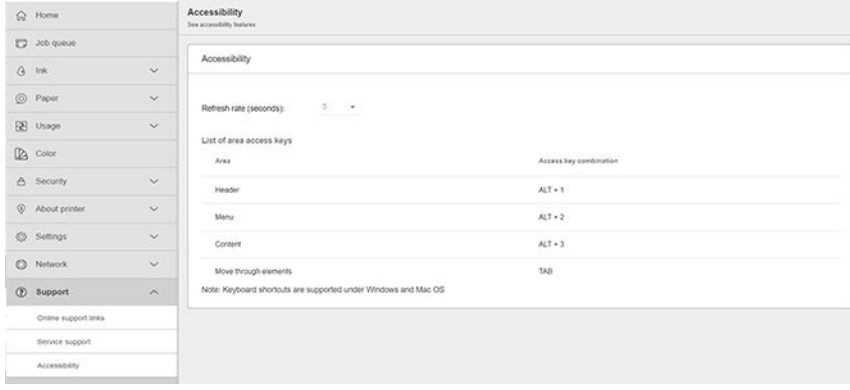 Home
Job queue
Ink
Paper
Usage
Color
Security
About printer
Settings
Network
Support
Online support links
Service support
Accessibility
Accessibility
See accessibility features
Accessibility
Refresh rate (seconds): 5
List of area access keys
Area Access key combination
Header ALT + 1
Menu ALT + 2
Content ALT + 3
Move through elements TAB
Note: Keyboard shortcuts are supported under Windows and Mac OS